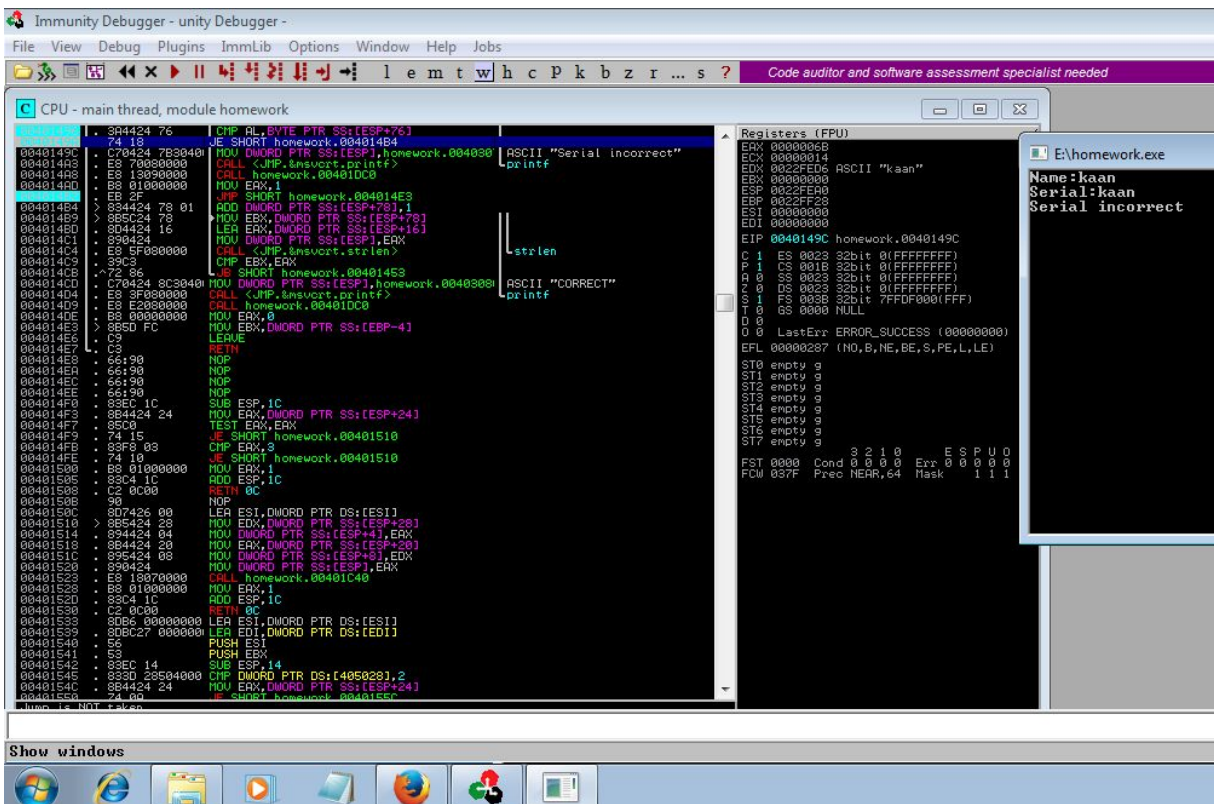 Immunity Debugger - unity Debugger -
File View Debug Plugins ImmLib Options Window Help Jobs
l e m t w h c P k b z r ... s ? Code auditor and software assessment specialist needed
CPU - main thread, module homework
. 3A4424 76 CMP AL,BYTE PTR SS:[ESP+76]
74 18 JE SHORT homework.004014B4
0040149C . C70424 7B3040 MOV DWORD PTR SS:[ESP],homework.004030 ASCII "Serial incorrect"
004014A3 . E8 70080000 CALL <JMP.&msvcrt.printf> printf
004014A8 . E8 13090000 CALL homework.00401DC0
004014AD . B8 01000000 MOV EAX,1
. EB 2F JMP SHORT homework.004014E3
004014B4 > 834424 78 01 ADD DWORD PTR SS:[ESP+78],1
004014B9 > 8B5C24 78 MOV EBX,DWORD PTR SS:[ESP+78]
004014BD . 8D4424 16 LEA EAX,DWORD PTR SS:[ESP+16]
004014C1 . 890424 MOV DWORD PTR SS:[ESP],EAX
004014C4 . E8 5F080000 CALL <JMP.&msvcrt.strlen> strlen
004014C9 . 39C3 CMP EBX,EAX
004014CB .^72 86 JB SHORT homework.00401453
004014CD . C70424 8C3040 MOV DWORD PTR SS:[ESP],homework.0040308 ASCII "CORRECT"
004014D4 . E8 3F080000 CALL <JMP.&msvcrt.printf> printf
004014D9 . E8 E2080000 CALL homework.00401DC0
004014DE . B8 00000000 MOV EAX,0
004014E3 > 8B5D FC MOV EBX,DWORD PTR SS:[EBP-4]
004014E6 . C9 LEAVE
004014E7 . C3 RETN
004014E8 . 66:90 NOP
004014EA . 66:90 NOP
004014EC . 66:90 NOP
004014EE . 66:90 NOP
004014F0 . 83EC 1C SUB ESP,1C
004014F3 . 8B4424 24 MOV EAX,DWORD PTR SS:[ESP+24]
004014F7 . 85C0 TEST EAX,EAX
004014F9 . 74 15 JE SHORT homework.00401510
004014FB . 83F8 03 CMP EAX,3
004014FE . 74 10 JE SHORT homework.00401510
00401500 . B8 01000000 MOV EAX,1
00401505 . 83C4 1C ADD ESP,1C
00401508 . C2 0C00 RETN 0C
0040150B 90 NOP
0040150C 8D7426 00 LEA ESI,DWORD PTR DS:[ESI]
00401510 > 8B5424 28 MOV EDX,DWORD PTR SS:[ESP+28]
00401514 . 894424 04 MOV DWORD PTR SS:[ESP+4],EAX
00401518 . 8B4424 20 MOV EAX,DWORD PTR SS:[ESP+20]
0040151C . 895424 08 MOV DWORD PTR SS:[ESP+8],EDX
00401520 . 890424 MOV DWORD PTR SS:[ESP],EAX
00401523 . E8 18070000 CALL homework.00401C40
00401528 . B8 01000000 MOV EAX,1
0040152D . 83C4 1C ADD ESP,1C
00401530 . C2 0C00 RETN 0C
00401533 8DB6 00000000 LEA ESI,DWORD PTR DS:[ESI]
00401539 . 8DBC27 000000 LEA EDI,DWORD PTR DS:[EDI]
00401540 . 56 PUSH ESI
00401541 . 53 PUSH EBX
00401542 . 83EC 14 SUB ESP,14
00401545 . 833D 28504000 CMP DWORD PTR DS:[405028],2
0040154C . 8B4424 24 MOV EAX,DWORD PTR SS:[ESP+24]
00401550 . 74 0A JE SHORT homework.0040155C
Jump is NOT taken
Registers (FPU)
EAX 0000006B
ECX 00000014
EDX 0022FED6 ASCII "kaan"
EBX 00000000
ESP 0022FEA0
EBP 0022FF28
ESI 00000000
EDI 00000000
EIP 0040149C homework.0040149C
C 1 ES 0023 32bit 0(FFFFFFFF)
P 1 CS 001B 32bit 0(FFFFFFFF)
A 0 SS 0023 32bit 0(FFFFFFFF)
Z 0 DS 0023 32bit 0(FFFFFFFF)
S 1 FS 003B 32bit 7FFDF000(FFF)
T 0 GS 0000 NULL
D 0
O 0 LastErr ERROR_SUCCESS (00000000)
EFL 00000287 (NO,B,NE,BE,S,PE,L,LE)
ST0 empty g
ST1 empty g
ST2 empty g
ST3 empty g
ST4 empty g
ST5 empty g
ST6 empty g
ST7 empty g
3 2 1 0 E S P U O
FST 0000 Cond 0 0 0 0 Err 0 0 0 0 0
FCW 037F Prec NEAR,64 Mask 1 1 1
E:\homework.exe
Name:kaan
Serial:kaan
Serial incorrect
Show windows